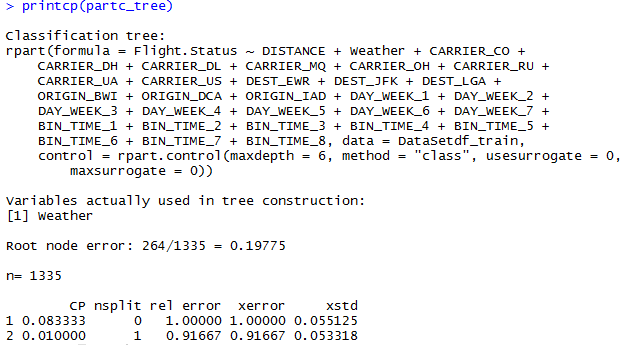 > printcp(partc_tree)
Classification tree:
rpart(formula = Flight.Status ~ DISTANCE + Weather + CARRIER_CO +
    CARRIER_DH + CARRIER_DL + CARRIER_MQ + CARRIER_OH + CARRIER_RU +
    CARRIER_UA + CARRIER_US + DEST_EWR + DEST_JFK + DEST_LGA +
    ORIGIN_BWI + ORIGIN_DCA + ORIGIN_IAD + DAY_WEEK_1 + DAY_WEEK_2 +
    DAY_WEEK_3 + DAY_WEEK_4 + DAY_WEEK_5 + DAY_WEEK_6 + DAY_WEEK_7 +
    BIN_TIME_1 + BIN_TIME_2 + BIN_TIME_3 + BIN_TIME_4 + BIN_TIME_5 +
    BIN_TIME_6 + BIN_TIME_7 + BIN_TIME_8, data = DataSetdf_train,
    control = rpart.control(maxdepth = 6, method = "class", usesurrogate = 0,
        maxsurrogate = 0))
Variables actually used in tree construction:
[1] Weather
Root node error: 264/1335 = 0.19775
n= 1335
        CP nsplit rel error  xerror     xstd
1 0.083333      0   1.00000 1.00000 0.055125
2 0.010000      1   0.91667 0.91667 0.053318